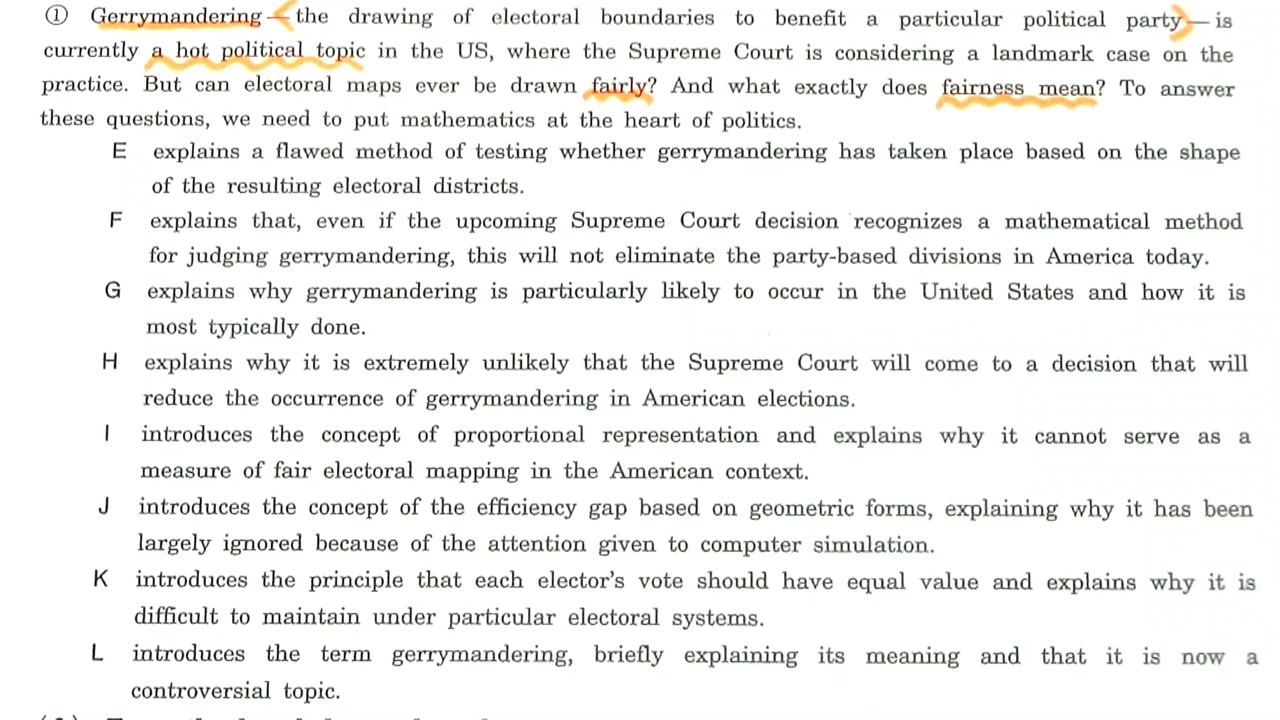 ① Gerrymandering — the drawing of electoral boundaries to benefit a particular political party — is
currently a hot political topic in the US, where the Supreme Court is considering a landmark case on the
practice. But can electoral maps ever be drawn fairly? And what exactly does fairness mean? To answer
these questions, we need to put mathematics at the heart of politics.
E explains a flawed method of testing whether gerrymandering has taken place based on the shape
of the resulting electoral districts.
F explains that, even if the upcoming Supreme Court decision recognizes a mathematical method
for judging gerrymandering, this will not eliminate the party-based divisions in America today.
G explains why gerrymandering is particularly likely to occur in the United States and how it is
most typically done.
H explains why it is extremely unlikely that the Supreme Court will come to a decision that will
reduce the occurrence of gerrymandering in American elections.
I introduces the concept of proportional representation and explains why it cannot serve as a
measure of fair electoral mapping in the American context.
J introduces the concept of the efficiency gap based on geometric forms, explaining why it has been
largely ignored because of the attention given to computer simulation.
K introduces the principle that each elector's vote should have equal value and explains why it is
difficult to maintain under particular electoral systems.
L introduces the term gerrymandering, briefly explaining its meaning and that it is now a
controversial topic.